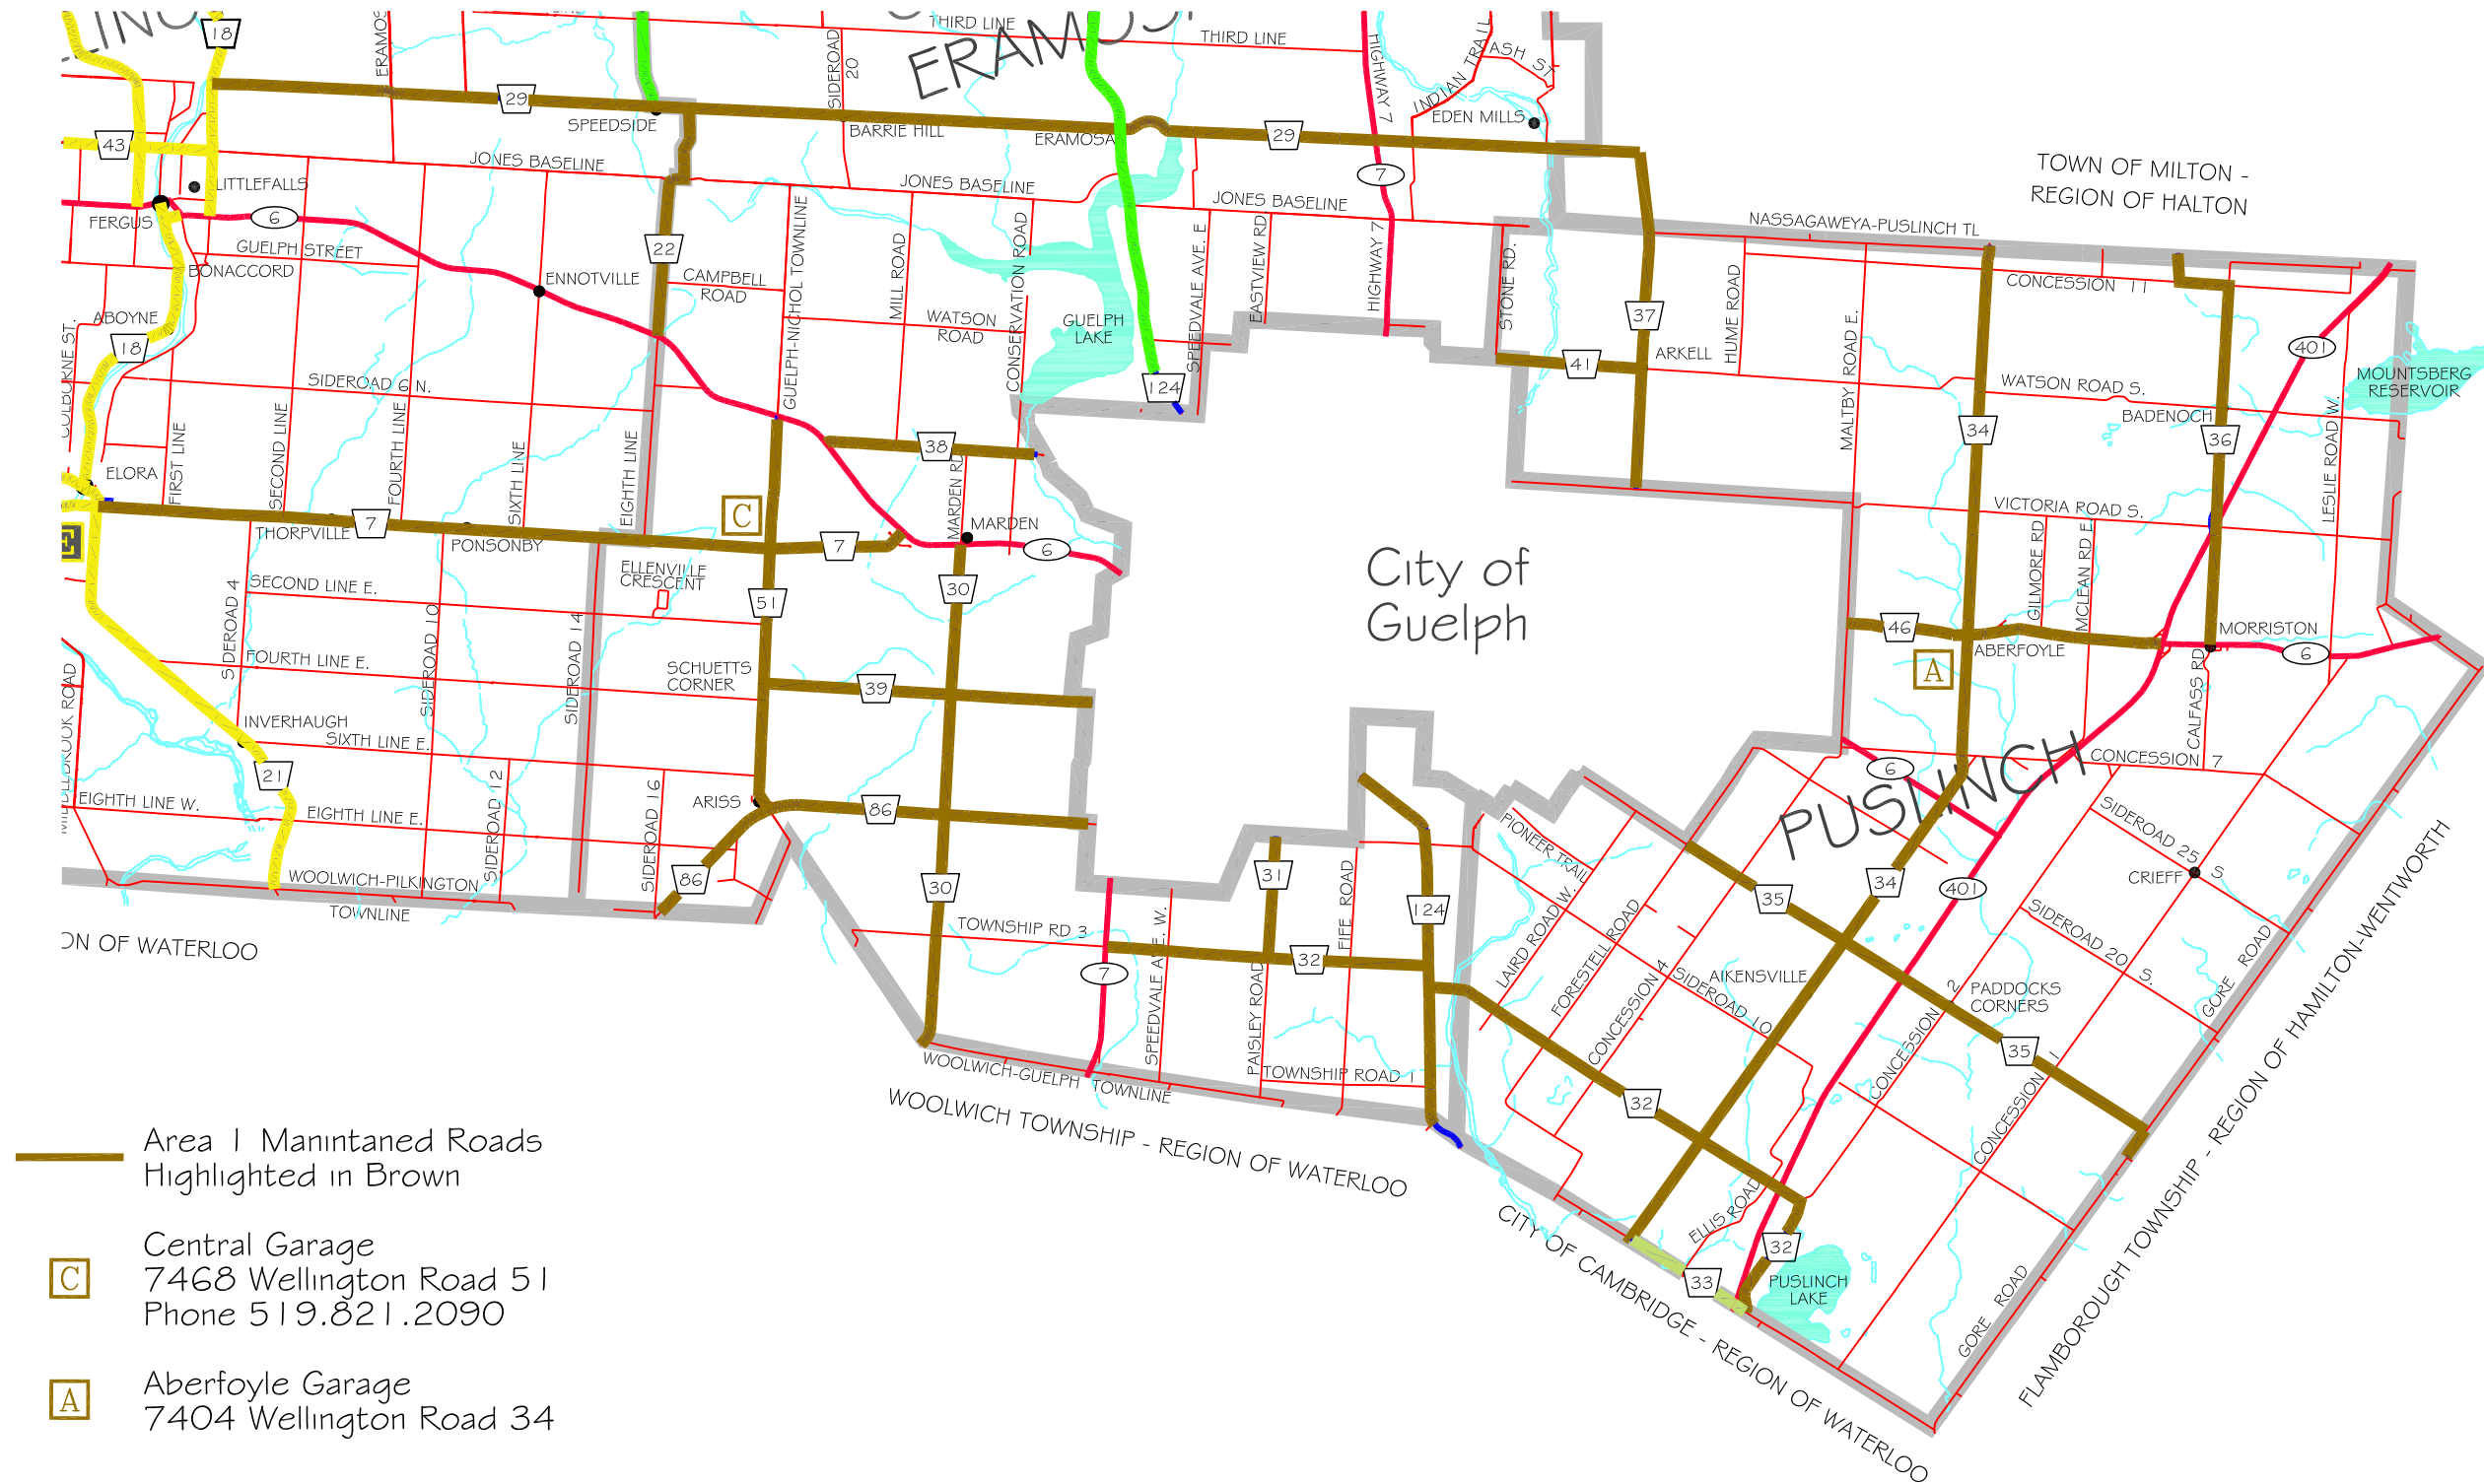 18
ERAMOSA
SIDEROAD
20
THIRD LINE
THIRD LINE
HIGHWAY 7
INDIAN TRAIL
ASH ST
EDEN MILLS
29
SPEEDSIDE
BARRIE HILL
ERAMOSA
29
43
JONES BASELINE
JONES BASELINE
JONES BASELINE
7
LITTLEFALLS
FERGUS
6
GUELPH STREET
BONACCORD
22
ENNOTVILLE
CAMPBELL
ROAD
GUELPH-NICHOL TOWNLINE
MILL ROAD
WATSON
ROAD
CONSERVATION ROAD
GUELPH
LAKE
SPEEDVALE AVE. E
EASTVIEW RD.
HIGHWAY 7
STONE RD.
TOWN OF MILTON -
REGION OF HALTON
NASSAGAWEYA-PUSLINCH TL
CONCESSION 11
37
HUME ROAD
MALTBY ROAD E.
401
ABOYNE
18
COLBORNE ST.
SIDEROAD 6 N.
124
41
ARKELL
WATSON ROAD S.
BADENOCH
MOUNTSBERG
RESERVOIR
34
36
LESLIE ROAD W.
ELORA
FIRST LINE
SECOND LINE
FOURTH LINE
SIXTH LINE
EIGHTH LINE
38
MARDEN RD
MARDEN
C
THORPVILLE
7
PONSONBY
7
6
VICTORIA ROAD S.
GILMORE RD
MCLEAN RD E.
E
ELLENVILLE
CRESCENT
City of
Guelph
SECOND LINE E.
51
30
46
ABERFOYLE
MORRISTON
6
A
SIDEROAD 4
SIDEROAD 10
SIDEROAD 14
FOURTH LINE E.
SCHUETTS
CORNER
39
CALFASS RD
MIDDLEBROOK ROAD
INVERHAUGH
SIXTH LINE E.
21
SIDEROAD 12
SIDEROAD 16
ARISS
86
PUSLINCH
6
CONCESSION 7
EIGHTH LINE W.
EIGHTH LINE E.
PIONEER TRAIL
SIDEROAD 25 S
CRIEFF
86
WOOLWICH-PILKINGTON
TOWNLINE
30
31
FIFE ROAD
124
LAIRD ROAD W.
FORESTELL ROAD
35
34
401
SIDEROAD 20 S.
GORE ROAD
TOWNSHIP RD 3
7
SPEEDVALE AVE. W.
32
PAISLEY ROAD
CONCESSION 4
SIDEROAD 10
AIKENSVILLE
PADDOCKS
CORNERS
CONCESSION 2
35
CONCESSION 1
WOOLWICH-GUELPH TOWNLINE
TOWNSHIP ROAD 1
32
WOOLWICH TOWNSHIP - REGION OF WATERLOO
ELLIS ROAD
32
33
PUSLINCH
LAKE
GORE ROAD
CITY OF CAMBRIDGE - REGION OF WATERLOO
FLAMBOROUGH TOWNSHIP - REGION OF HAMILTON-WENTWORTH
Area 1 Manintaned Roads
Highlighted in Brown
C
Central Garage
7468 Wellington Road 51
Phone 519.821.2090
A
Aberfoyle Garage
7404 Wellington Road 34